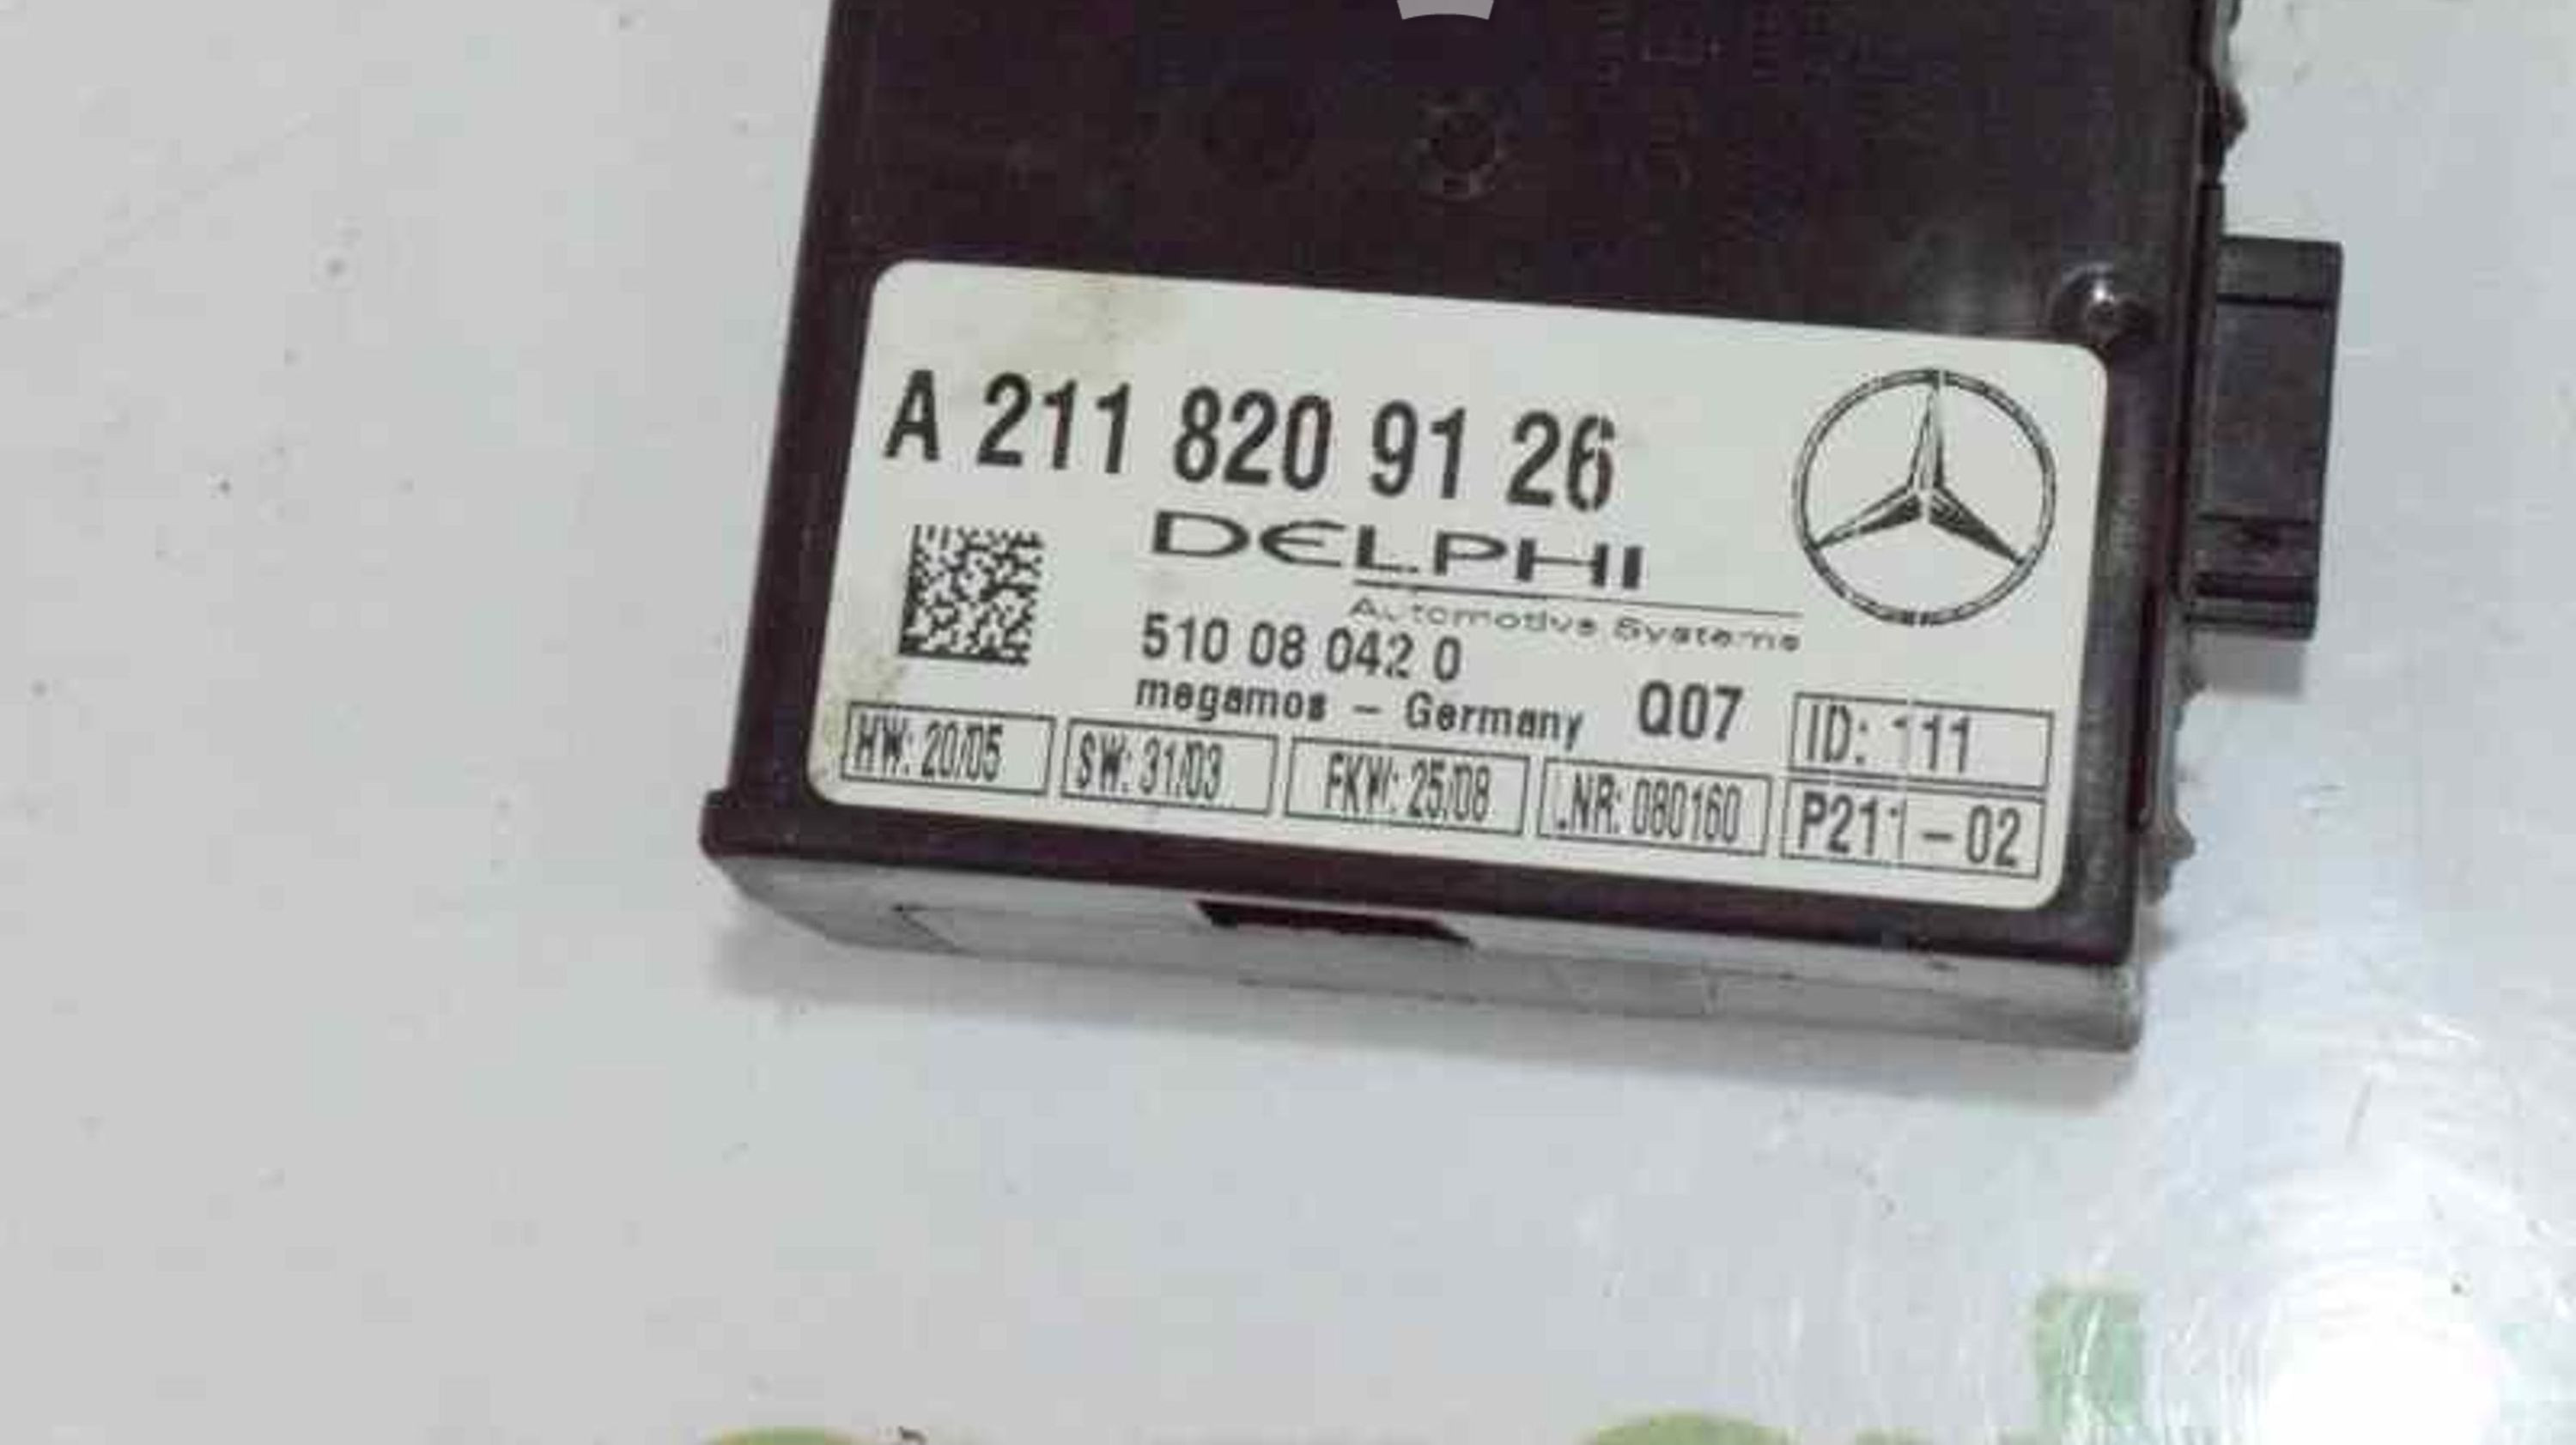 A 211 820 91 26
DELPHI
Automotive Systems
510 08 042 0
megamos - Germany Q07
ID: 111
HW: 20/05 SW: 31/03 FKW: 25/08 LNR: 080160 P211-02